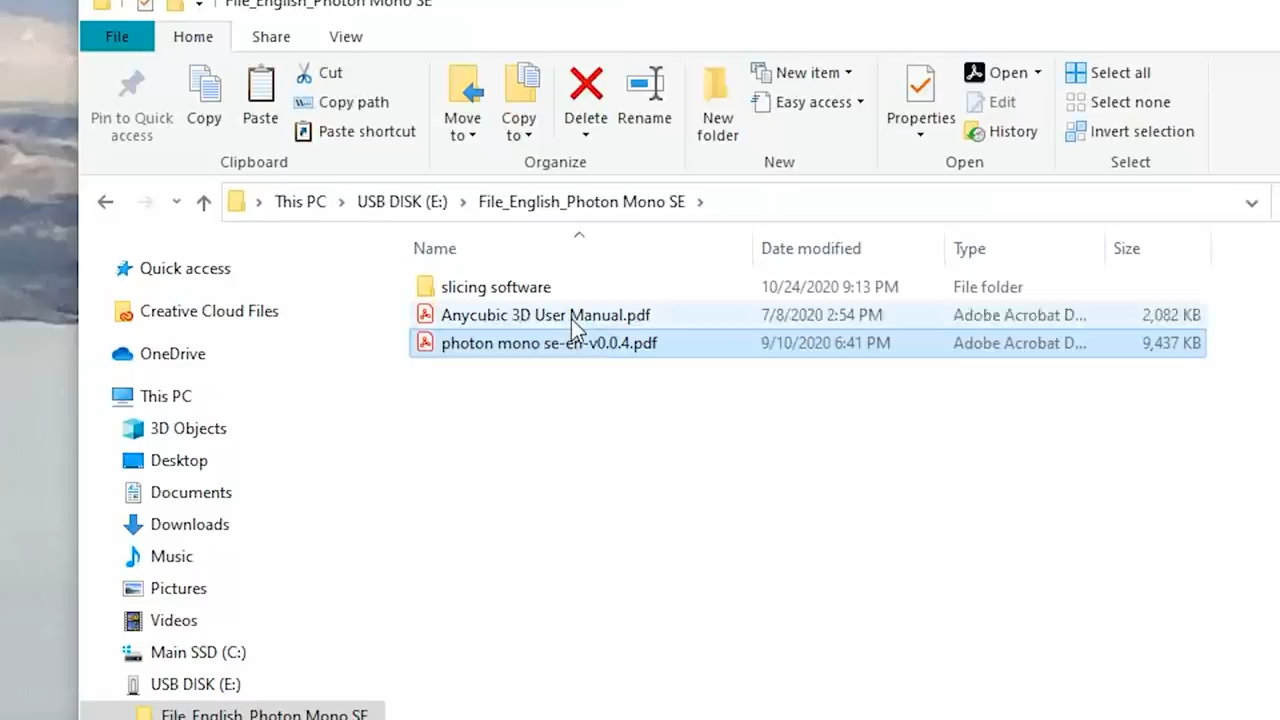 File_English_Photon Mono SE
File Home Share View
Pin to Quick access
Copy
Paste
Cut
Copy path
Paste shortcut
Clipboard
Move to
Copy to
Delete
Rename
Organize
New folder
New item
Easy access
New
Properties
Open
Edit
History
Open
Select all
Select none
Invert selection
Select
This PC > USB DISK (E:) > File_English_Photon Mono SE >
Name Date modified Type Size
slicing software 10/24/2020 9:13 PM File folder
Anycubic 3D User Manual.pdf 7/8/2020 2:54 PM Adobe Acrobat D... 2,082 KB
photon mono se-en-v0.0.4.pdf 9/10/2020 6:41 PM Adobe Acrobat D... 9,437 KB
Quick access
Creative Cloud Files
OneDrive
This PC
3D Objects
Desktop
Documents
Downloads
Music
Pictures
Videos
Main SSD (C:)
USB DISK (E:)
File_English_Photon Mono SE